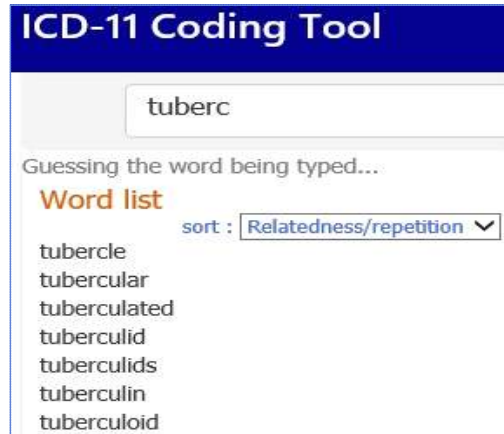 ICD-11 Coding Tool
tuberc
Guessing the word being typed...
Word list
sort : Relatedness/repetition
tubercle
tubercular
tuberculated
tuberculid
tuberculids
tuberculin
tuberculoid